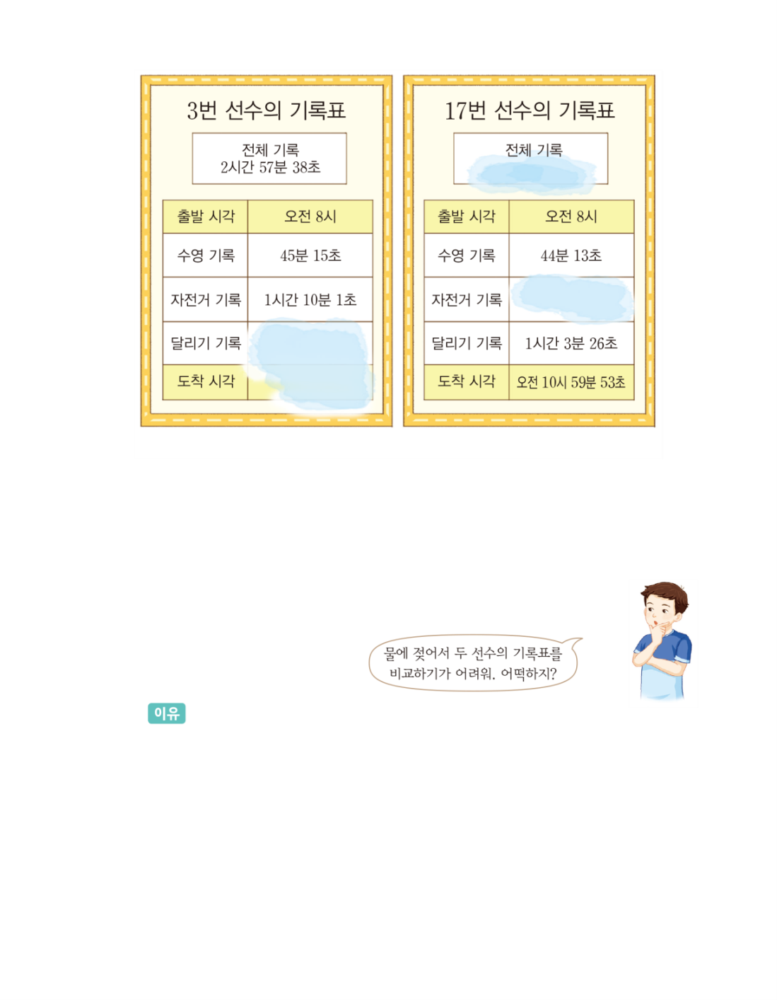 3번 선수의 기록표
전체 기록
2시간 57분 38초
출발 시각 오전 8시
수영 기록 45분 15초
자전거 기록 1시간 10분 1초
달리기 기록
도착 시각
17번 선수의 기록표
전체 기록
출발 시각 오전 8시
수영 기록 44분 13초
자전거 기록
달리기 기록 1시간 3분 26초
도착 시각 오전 10시 59분 53초
물에 젖어서 두 선수의 기록표를
비교하기가 어려워. 어떡하지?
이유